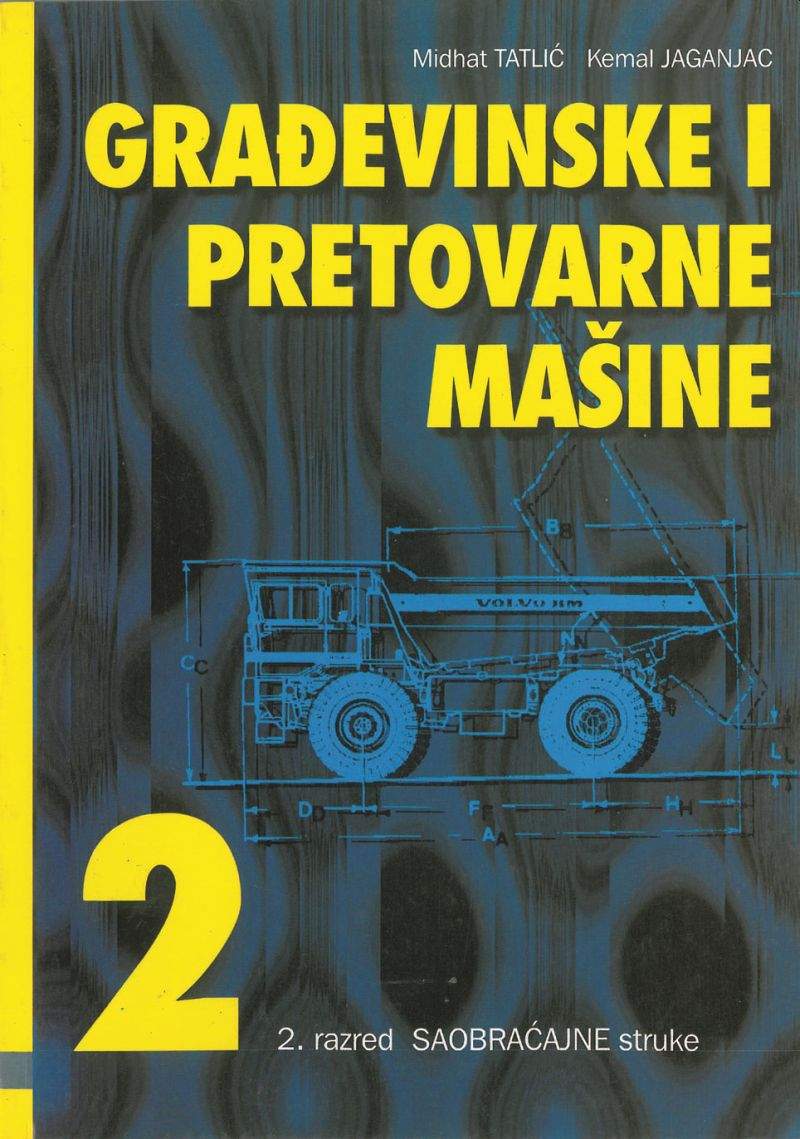 Midhat TATLIĆ Kemal JAGANJAC
GRAĐEVINSKE I
PRETOVARNE
MAŠINE
B
VOLVO BM
C
L
D F H
A
2
2. razred SAOBRAĆAJNE struke